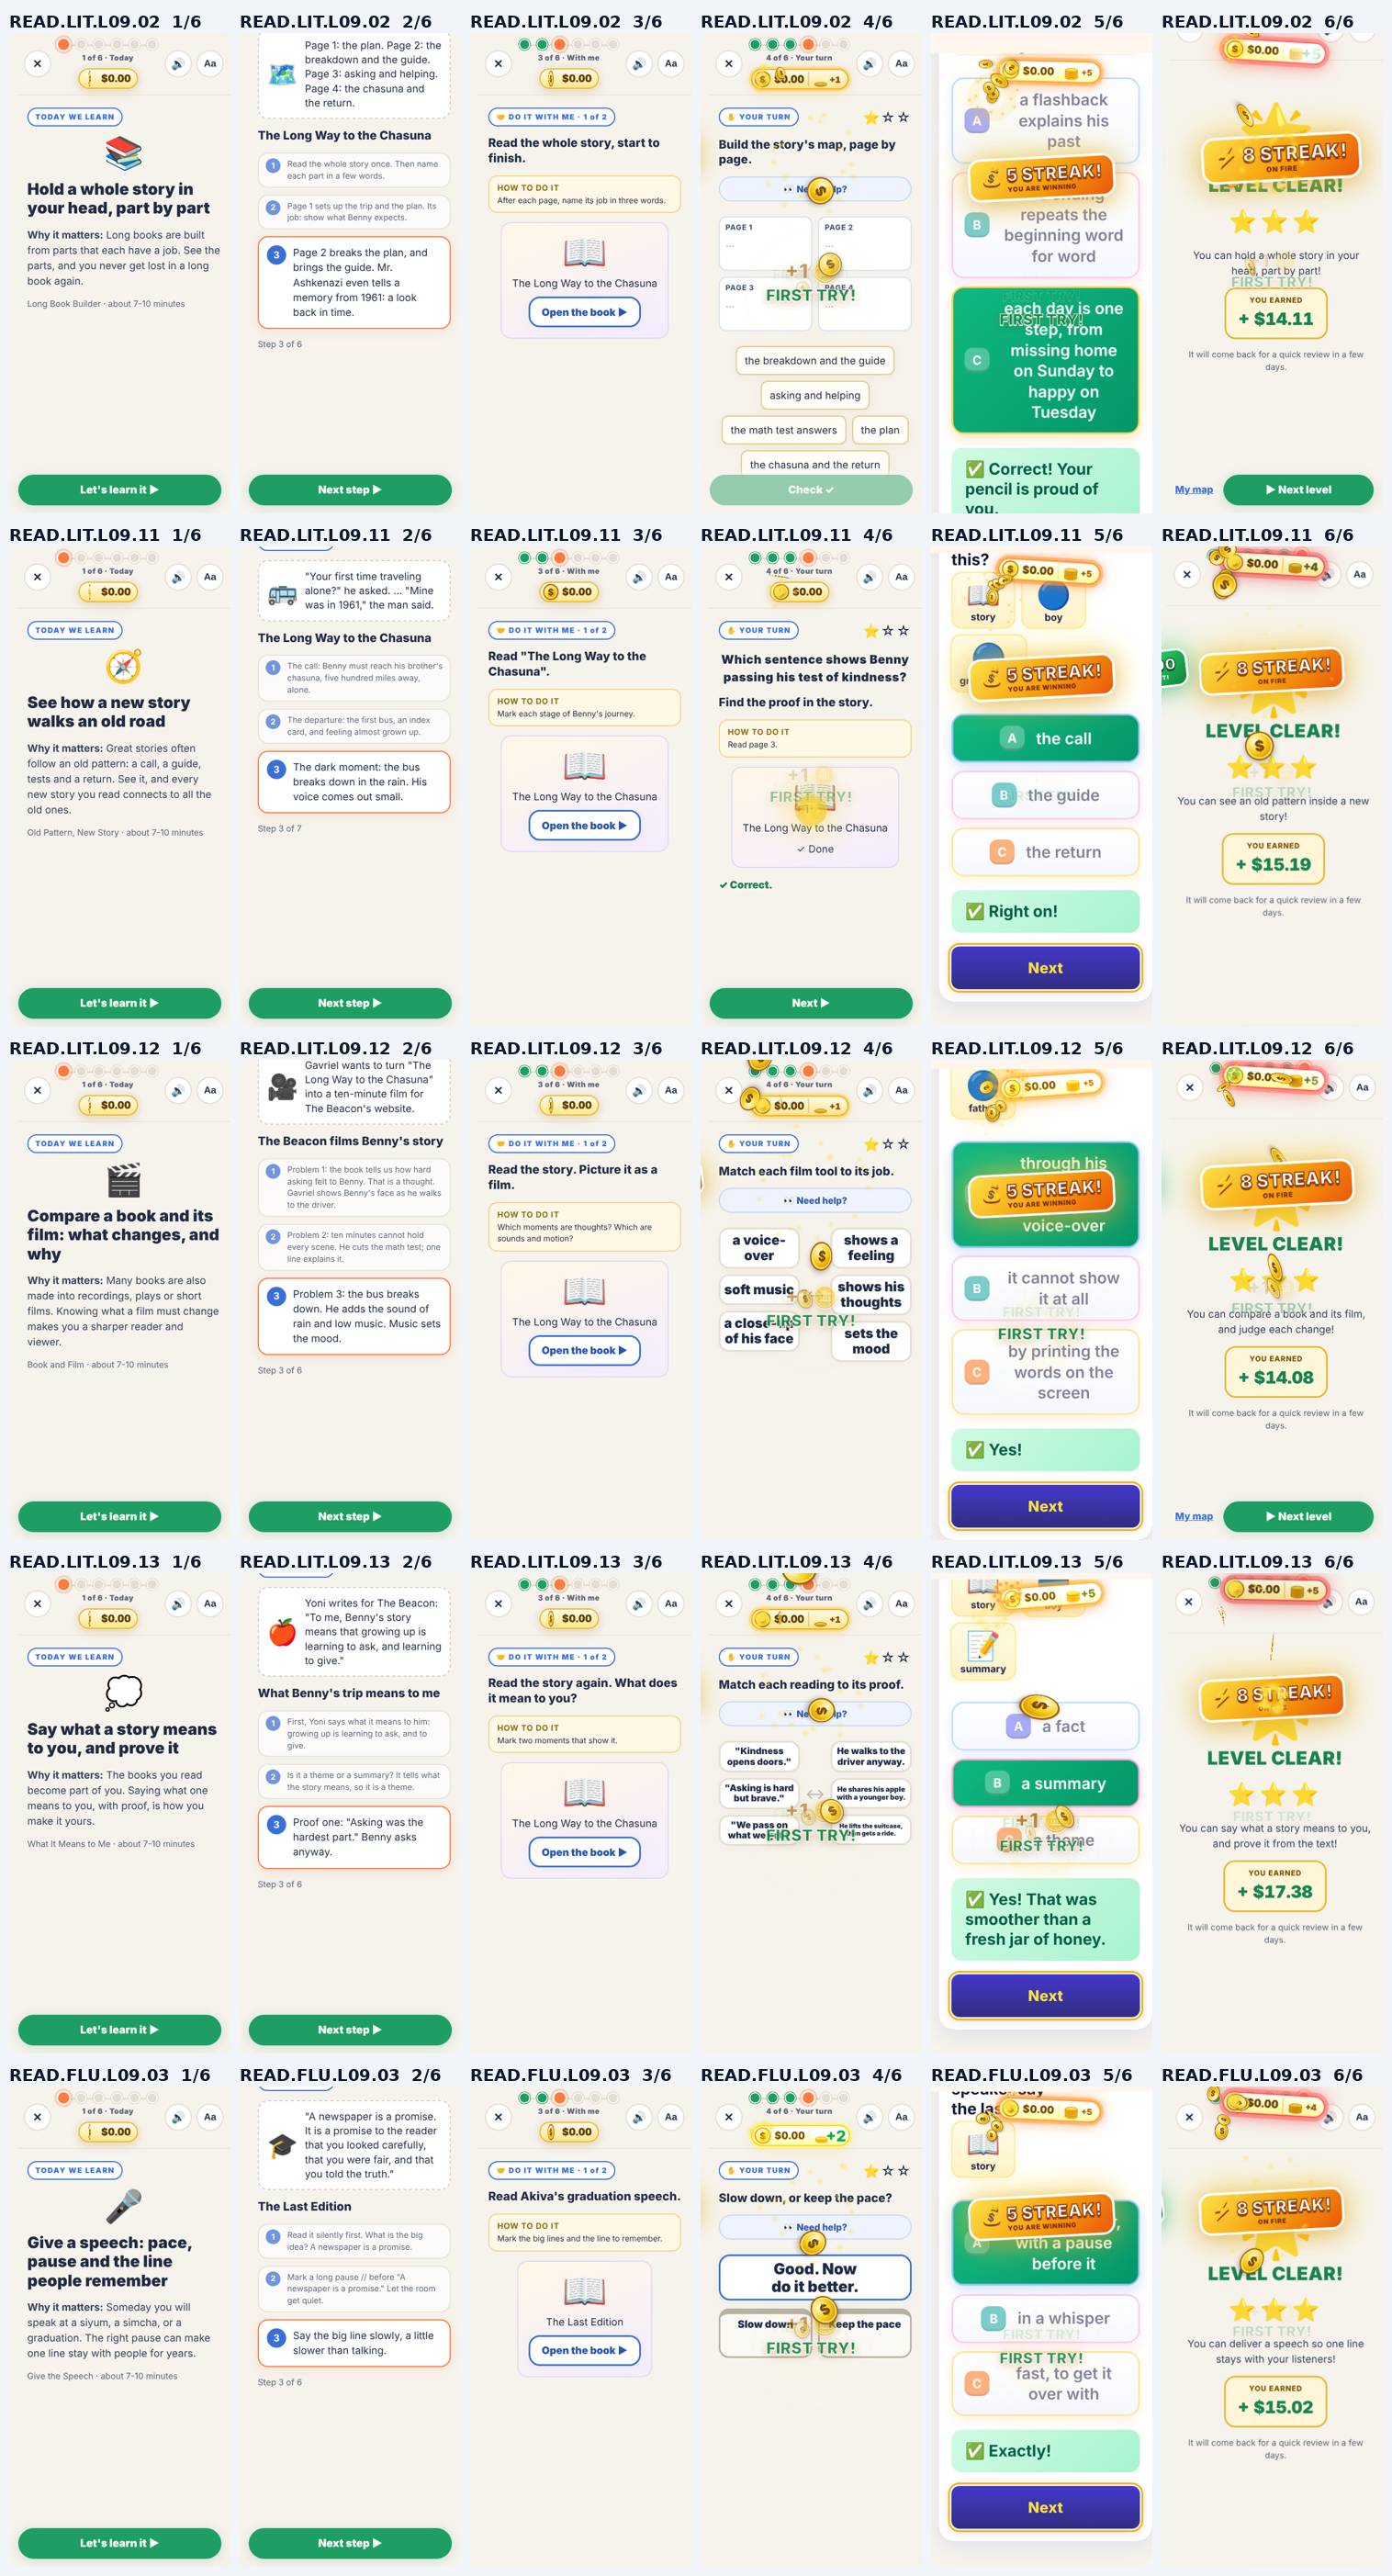 READ.LIT.L09.02 1/6
1 of 6 · Today
$0.00
Aa
TODAY WE LEARN
Hold a whole story in
your head, part by part
Why it matters: Long books are built
from parts that each have a job. See the
parts, and you never get lost in a long
book again.
Long Book Builder · about 7-10 minutes
Let's learn it
READ.LIT.L09.02 2/6
Page 1: the plan. Page 2: the
breakdown and the guide.
Page 3: asking and helping.
Page 4: the chasuna and
the return.
The Long Way to the Chasuna
1 Read the whole story once. Then name
each part in a few words.
2 Page 1 sets up the trip and the plan. Its
job: show what Benny expects.
3 Page 2 breaks the plan, and
brings the guide. Mr.
Ashkenazi even tells a
memory from 1961: a look
back in time.
Step 3 of 6
Next step
READ.LIT.L09.02 3/6
3 of 6 · With me
$0.00
Aa
DO IT WITH ME · 1 of 2
Read the whole story, start to
finish.
HOW TO DO IT
After each page, name its job in three words.
The Long Way to the Chasuna
Open the book
READ.LIT.L09.02 4/6
4 of 6 · Your turn
$0.00 +1
Aa
YOUR TURN
Build the story's map, page by
page.
PAGE 1
...
PAGE 2
...
+1
FIRST TRY!
PAGE 3
...
PAGE 4
...
the breakdown and the guide
asking and helping
the math test answers
the plan
the chasuna and the return
Check
READ.LIT.L09.02 5/6
$0.00 +5
A a flashback
explains his
past
5 STREAK!
YOU ARE WINNING
B repeats the
beginning word
for word
C each day is one
step, from
missing home
on Sunday to
happy on
Tuesday
FIRST TRY!
Correct! Your
pencil is proud of
you.
READ.LIT.L09.02 6/6
$0.00 +5
8 STREAK!
ON FIRE
LEVEL CLEAR!
You can hold a whole story in your
head, part by part!
FIRST TRY!
YOU EARNED
+ $14.11
It will come back for a quick review in a few
days.
My map
Next level
READ.LIT.L09.11 1/6
1 of 6 · Today
$0.00
Aa
TODAY WE LEARN
See how a new story
walks an old road
Why it matters: Great stories often
follow an old pattern: a call, a guide,
tests and a return. See it, and every
new story you read connects to all the
old ones.
Old Pattern, New Story · about 7-10 minutes
Let's learn it
READ.LIT.L09.11 2/6
"Your first time traveling
alone?" he asked. ... "Mine
was in 1961," the man said.
The Long Way to the Chasuna
1 The call: Benny must reach his brother's
chasuna, five hundred miles away,
alone.
2 The departure: the first bus, an index
card, and feeling almost grown up.
3 The dark moment: the bus
breaks down in the rain. His
voice comes out small.
Step 3 of 7
Next step
READ.LIT.L09.11 3/6
3 of 6 · With me
$0.00
Aa
DO IT WITH ME · 1 of 2
Read "The Long Way to the
Chasuna".
HOW TO DO IT
Mark each stage of Benny's journey.
The Long Way to the Chasuna
Open the book
READ.LIT.L09.11 4/6
4 of 6 · Your turn
$0.00
Aa
YOUR TURN
Which sentence shows Benny
passing his test of kindness?
Find the proof in the story.
HOW TO DO IT
Read page 3.
+1
FIRST TRY!
The Long Way to the Chasuna
Done
Correct.
Next
READ.LIT.L09.11 5/6
this?
$0.00 +5
story
boy
5 STREAK!
YOU ARE WINNING
A the call
B the guide
C the return
Right on!
Next
READ.LIT.L09.11 6/6
$0.00 +4
Aa
8 STREAK!
ON FIRE
LEVEL CLEAR!
FIRST TRY!
You can see an old pattern inside a new
story!
YOU EARNED
+ $15.19
It will come back for a quick review in a few
days.
READ.LIT.L09.12 1/6
1 of 6 · Today
$0.00
Aa
TODAY WE LEARN
Compare a book and its
film: what changes, and
why
Why it matters: Many books are also
made into recordings, plays or short
films. Knowing what a film must change
makes you a sharper reader and
viewer.
Book and Film · about 7-10 minutes
Let's learn it
READ.LIT.L09.12 2/6
Gavriel wants to turn "The
Long Way to the Chasuna"
into a ten-minute film for
The Beacon's website.
The Beacon films Benny's story
1 Problem 1: the book tells us how hard
asking felt to Benny. That is a thought.
Gavriel shows Benny's face as he walks
to the driver.
2 Problem 2: ten minutes cannot hold
every scene. He cuts the math test; one
line explains it.
3 Problem 3: the bus breaks
down. He adds the sound of
rain and low music. Music sets
the mood.
Step 3 of 6
Next step
READ.LIT.L09.12 3/6
3 of 6 · With me
$0.00
Aa
DO IT WITH ME · 1 of 2
Read the story. Picture it as a
film.
HOW TO DO IT
Which moments are thoughts? Which are
sounds and motion?
The Long Way to the Chasuna
Open the book
READ.LIT.L09.12 4/6
4 of 6 · Your turn
$0.00 +1
Aa
YOUR TURN
Match each film tool to its job.
Need help?
a voice-
over
shows a
feeling
soft music
shows his
thoughts
FIRST TRY!
of his face
sets the
mood
READ.LIT.L09.12 5/6
$0.00 +5
through his
5 STREAK!
YOU ARE WINNING
voice-over
B it cannot show
it at all
FIRST TRY!
C by printing the
words on the
screen
Yes!
Next
READ.LIT.L09.12 6/6
+5
Aa
8 STREAK!
ON FIRE
LEVEL CLEAR!
FIRST TRY!
You can compare a book and its film,
and judge each change!
YOU EARNED
+ $14.08
It will come back for a quick review in a few
days.
My map
Next level
READ.LIT.L09.13 1/6
1 of 6 · Today
$0.00
Aa
TODAY WE LEARN
Say what a story means
to you, and prove it
Why it matters: The books you read
become part of you. Saying what one
means to you, with proof, is how you
make it yours.
What It Means to Me · about 7-10 minutes
Let's learn it
READ.LIT.L09.13 2/6
Yoni writes for The Beacon:
"To me, Benny's story
means that growing up is
learning to ask, and learning
to give."
What Benny's trip means to me
1 First, Yoni says what it means to him:
growing up is learning to ask, and to
give.
2 Is it a theme or a summary? It tells what
the story means, so it is a theme.
3 Proof one: "Asking was the
hardest part." Benny asks
anyway.
Step 3 of 6
Next step
READ.LIT.L09.13 3/6
3 of 6 · With me
$0.00
Aa
DO IT WITH ME · 1 of 2
Read the story again. What does
it mean to you?
HOW TO DO IT
Mark two moments that show it.
The Long Way to the Chasuna
Open the book
READ.LIT.L09.13 4/6
4 of 6 · Your turn
$0.00 +1
Aa
YOUR TURN
Match each reading to its proof.
"Kindness
opens doors."
He walks to the
driver anyway.
"Asking is hard
but brave."
He shares his apple
with a younger boy.
+1
"We pass on
He lifts the suitcase,
FIRST TRY!
READ.LIT.L09.13 5/6
story
+5
summary
A a fact
B a summary
+1
FIRST TRY!
Yes! That was
smoother than a
fresh jar of honey.
Next
READ.LIT.L09.13 6/6
$0.00 +5
Aa
8 STREAK!
LEVEL CLEAR!
FIRST TRY!
You can say what a story means to you,
and prove it from the text!
YOU EARNED
+ $17.38
It will come back for a quick review in a few
days.
READ.FLU.L09.03 1/6
1 of 6 · Today
$0.00
Aa
TODAY WE LEARN
Give a speech: pace,
pause and the line
people remember
Why it matters: Someday you will
speak at a siyum, a simcha, or a
graduation. The right pause can make
one line stay with people for years.
Give the Speech · about 7-10 minutes
Let's learn it
READ.FLU.L09.03 2/6
"A newspaper is a promise.
It is a promise to the reader
that you looked carefully,
that you were fair, and that
you told the truth."
The Last Edition
1 Read it silently first. What is the big
idea? A newspaper is a promise.
2 Mark a long pause // before "A
newspaper is a promise." Let the room
get quiet.
3 Say the big line slowly, a little
slower than talking.
Step 3 of 6
Next step
READ.FLU.L09.03 3/6
3 of 6 · With me
$0.00
Aa
DO IT WITH ME · 1 of 2
Read Akiva's graduation speech.
HOW TO DO IT
Mark the big lines and the line to remember.
The Last Edition
Open the book
READ.FLU.L09.03 4/6
4 of 6 · Your turn
$0.00 +2
Aa
YOUR TURN
Slow down, or keep the pace?
Need help?
Good. Now
do it better.
Slow down
Keep the pace
FIRST TRY!
READ.FLU.L09.03 5/6
$0.00 +5
story
5 STREAK!
YOU ARE WINNING
with a pause
before it
B in a whisper
FIRST TRY!
C fast, to get it
over with
Exactly!
Next
READ.FLU.L09.03 6/6
$0.00 +4
Aa
8 STREAK!
ON FIRE
LEVEL CLEAR!
FIRST TRY!
You can deliver a speech so one line
stays with your listeners!
YOU EARNED
+ $15.02
It will come back for a quick review in a few
days.